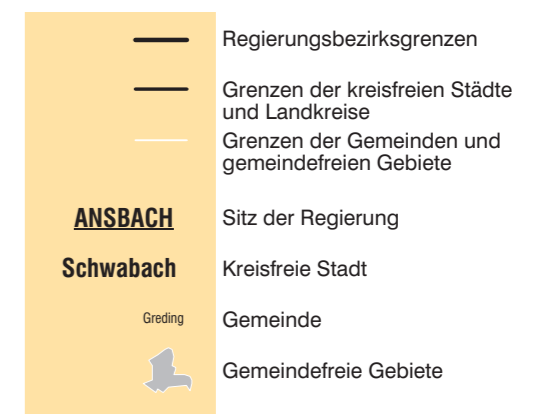 Regierungsbezirksgrenzen
Grenzen der kreisfreien Städte
und Landkreise
Grenzen der Gemeinden und
gemeindefreien Gebiete
ANSBACH Sitz der Regierung
Schwabach Kreisfreie Stadt
Greding Gemeinde
Gemeindefreie Gebiete